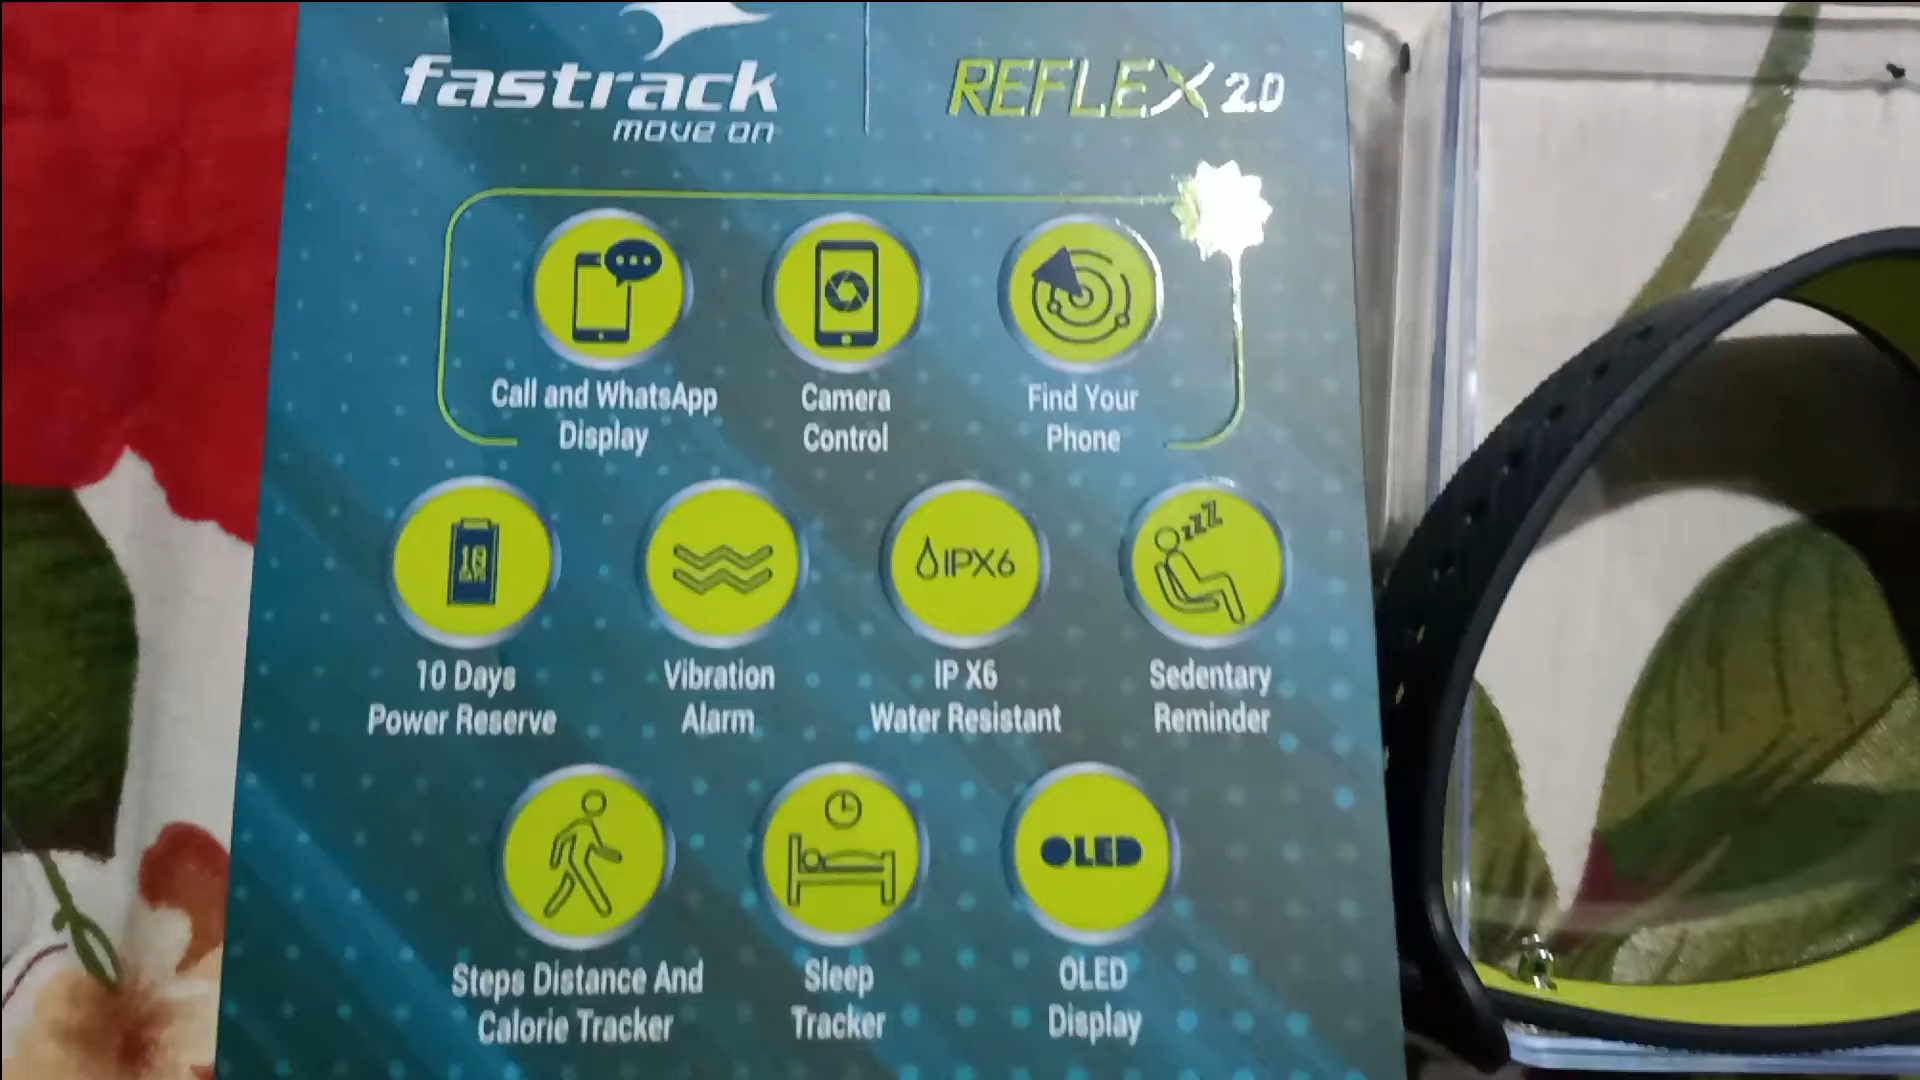 fastrack
move on
REFLEX 2.0
Call and WhatsApp
Display
Camera
Control
Find Your
Phone
10 Days
Power Reserve
Vibration
Alarm
IPX6
IP X6
Water Resistant
zzZ
Sedentary
Reminder
Steps Distance And
Calorie Tracker
Sleep
Tracker
OLED
OLED
Display